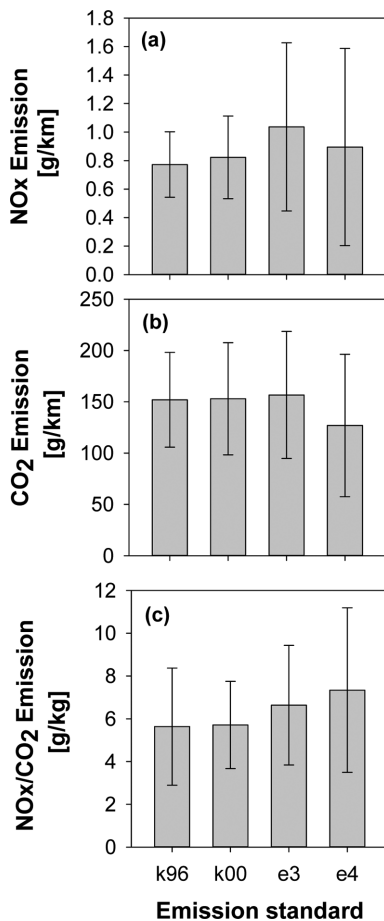 1.8
1.6
1.4
1.2
1.0
0.8
0.6
0.4
0.2
0.0
NOx Emission
[g/km]
(a)
250
200
150
100
50
0
CO2 Emission
[g/km]
(b)
12
10
8
6
4
2
0
NOx/CO2 Emission
[g/kg]
(c)
k96 k00 e3 e4
Emission standard